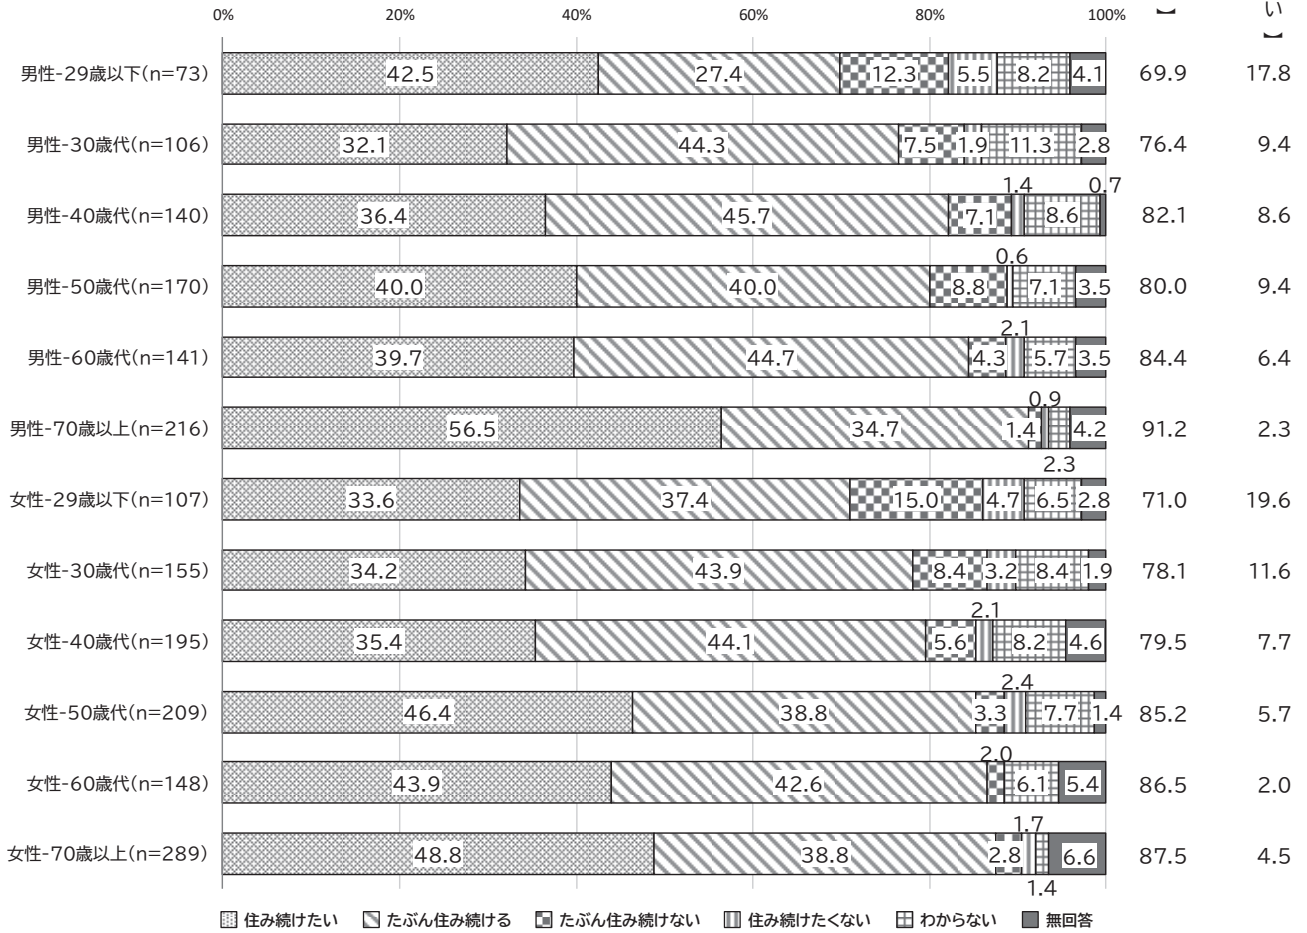 0% 20% 40% 60% 80% 100% 】 い
】
男性-29歳以下(n=73) 42.5 27.4 12.3 5.5 8.2 4.1 69.9 17.8
男性-30歳代(n=106) 32.1 44.3 7.5 1.9 11.3 2.8 76.4 9.4
1.4 0.7
男性-40歳代(n=140) 36.4 45.7 7.1 8.6 82.1 8.6
0.6
男性-50歳代(n=170) 40.0 40.0 8.8 7.1 3.5 80.0 9.4
2.1
男性-60歳代(n=141) 39.7 44.7 4.3 5.7 3.5 84.4 6.4
0.9
男性-70歳以上(n=216) 56.5 34.7 1.4 4.2 91.2 2.3
2.3
女性-29歳以下(n=107) 33.6 37.4 15.0 4.7 6.5 2.8 71.0 19.6
女性-30歳代(n=155) 34.2 43.9 8.4 3.2 8.4 1.9 78.1 11.6
2.1
女性-40歳代(n=195) 35.4 44.1 5.6 8.2 4.6 79.5 7.7
2.4
女性-50歳代(n=209) 46.4 38.8 3.3 7.7 1.4 85.2 5.7
2.0
女性-60歳代(n=148) 43.9 42.6 6.1 5.4 86.5 2.0
1.7
女性-70歳以上(n=289) 48.8 38.8 2.8 6.6 87.5 4.5
1.4
0% 20% 40% 60% 80% 100%
住み続けたい たぶん住み続ける たぶん住み続けない 住み続けたくない わからない 無回答